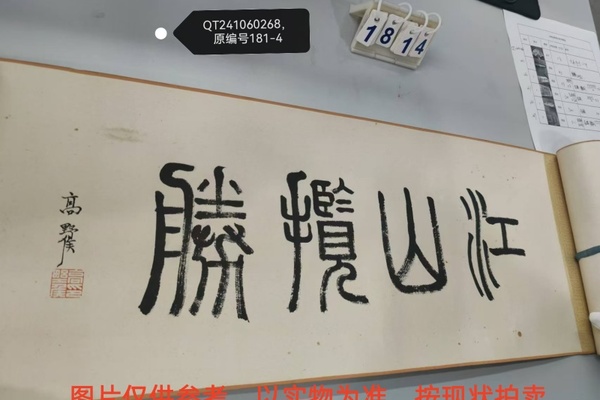 QT241060268,
原编号181-4
1814
江山揽勝
高野侯
图片仅供参考，以实物为准，按现状拍卖